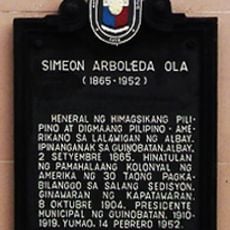 SIMEON ARBOLEDA OLA
(1865-1952)
HENERAL NG HIMAGSIKANG PILI-
PINO AT DIGMAANG PILIPINO-AME-
RIKANO SA LALAWIGAN NG ALBAY.
IPINANGANAK SA GUINOBATAN, ALBAY,
2 SETYEMBRE 1865. HINATULAN
NG PAMAHALAANG KOLONYAL NG
AMERIKA NG 30 TAONG PAGKA-
BILANGGO SA SALANG SEDISYON.
GINAWARAN NG KAPATAWARAN,
8 OKTUBRE 1904. PRESIDENTE
MUNICIPAL NG GUINOBATAN, 1910-
1919. YUMAO, 14 PEBRERO 1952.